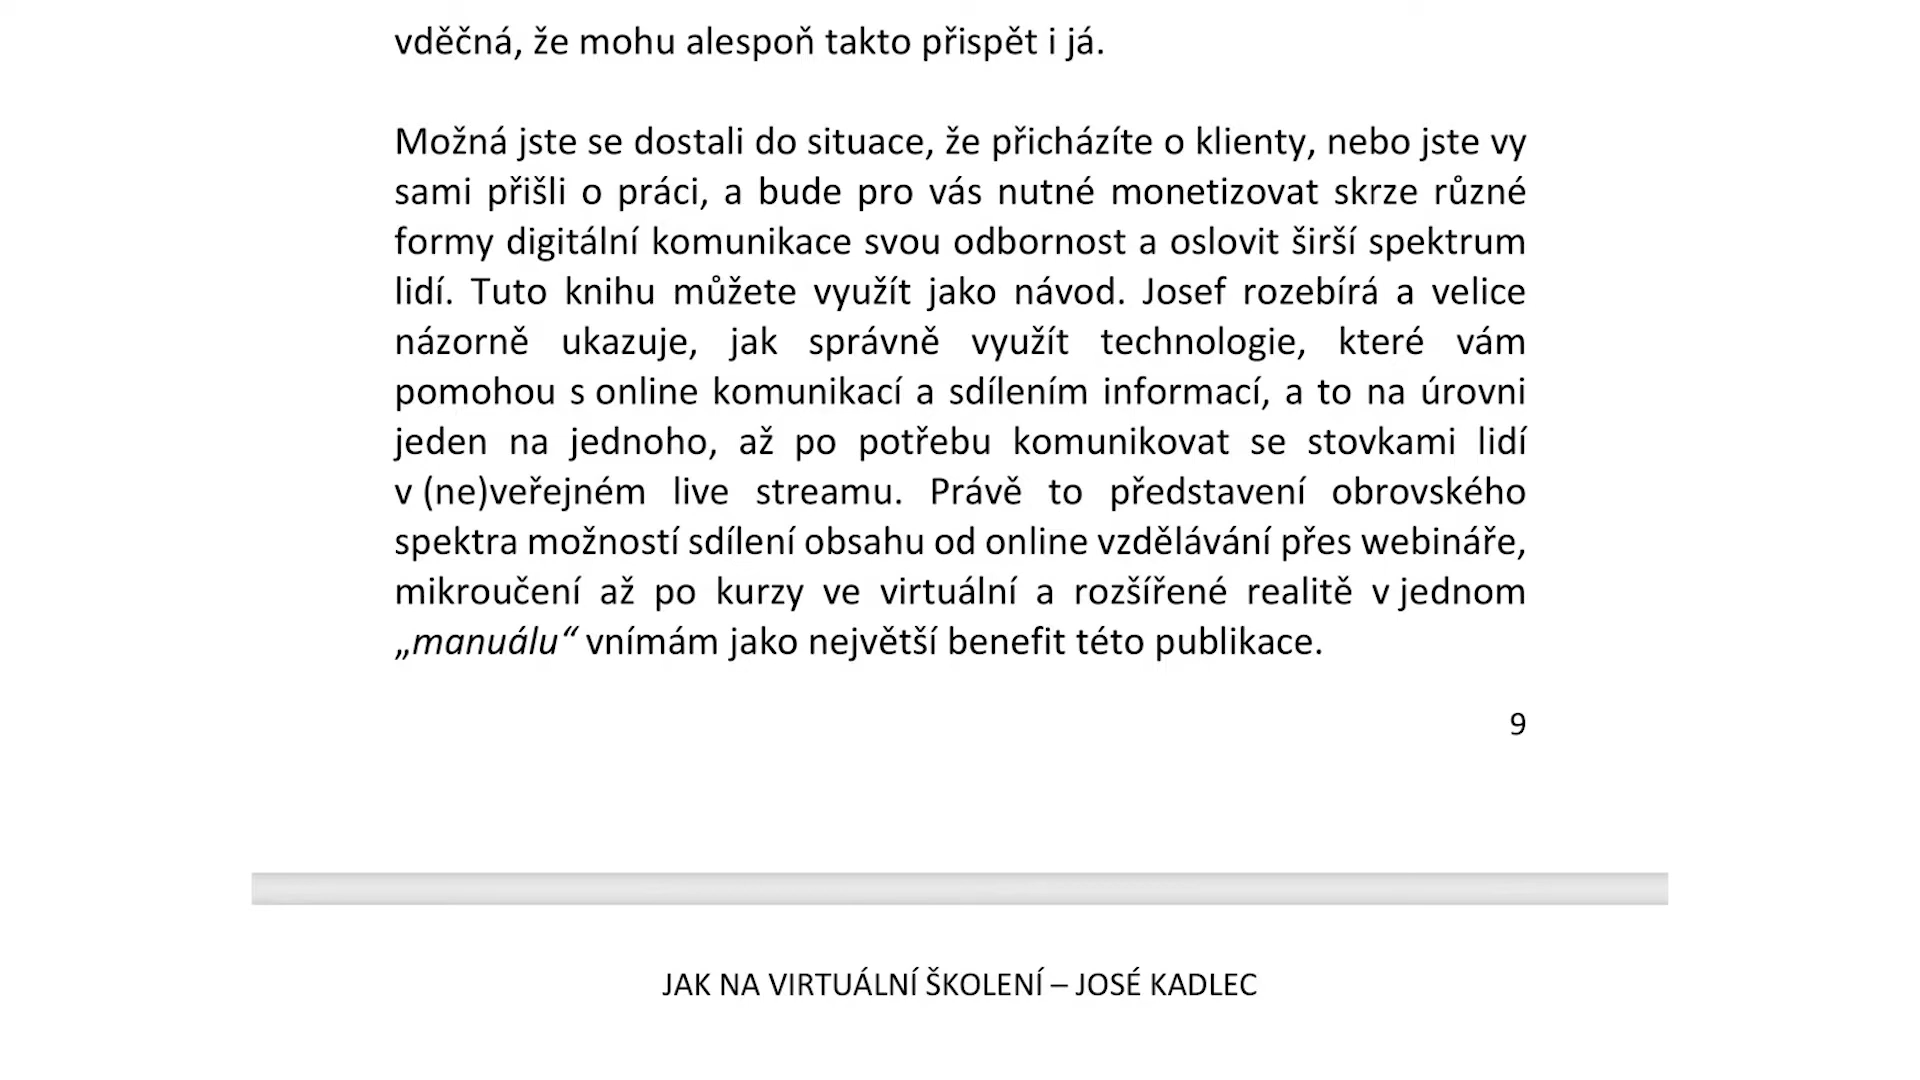 vděčná, že mohu alespoň takto přispět i já.
Možná jste se dostali do situace, že přicházíte o klienty, nebo jste vy
sami přišli o práci, a bude pro vás nutné monetizovat skrze různé
formy digitální komunikace svou odbornost a oslovit širší spektrum
lidí. Tuto knihu můžete využít jako návod. Josef rozebírá a velice
názorně ukazuje, jak správně využít technologie, které vám
pomohou s online komunikací a sdílením informací, a to na úrovni
jeden na jednoho, až po potřebu komunikovat se stovkami lidí
v (ne)veřejném live streamu. Právě to představení obrovského
spektra možností sdílení obsahu od online vzdělávání přes webináře,
mikroučení až po kurzy ve virtuální a rozšířené realitě v jednom
„manuálu“ vnímám jako největší benefit této publikace.
9
JAK NA VIRTUÁLNÍ ŠKOLENÍ – JOSÉ KADLEC